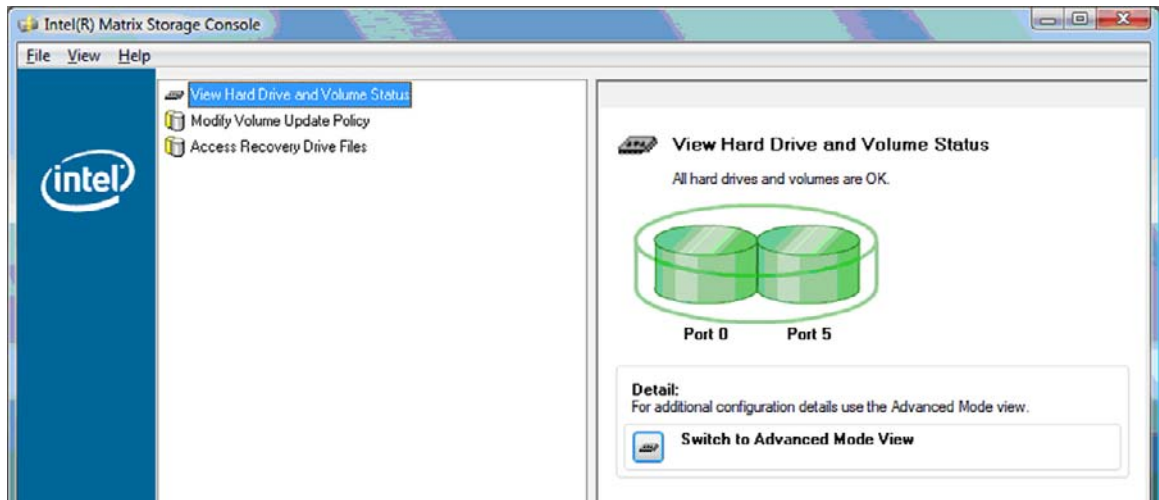 Intel(R) Matrix Storage Console
File View Help
View Hard Drive and Volume Status
Modify Volume Update Policy
Access Recovery Drive Files
intel
View Hard Drive and Volume Status
All hard drives and volumes are OK.
Port 0 Port 5
Detail:
For additional configuration details use the Advanced Mode view.
Switch to Advanced Mode View